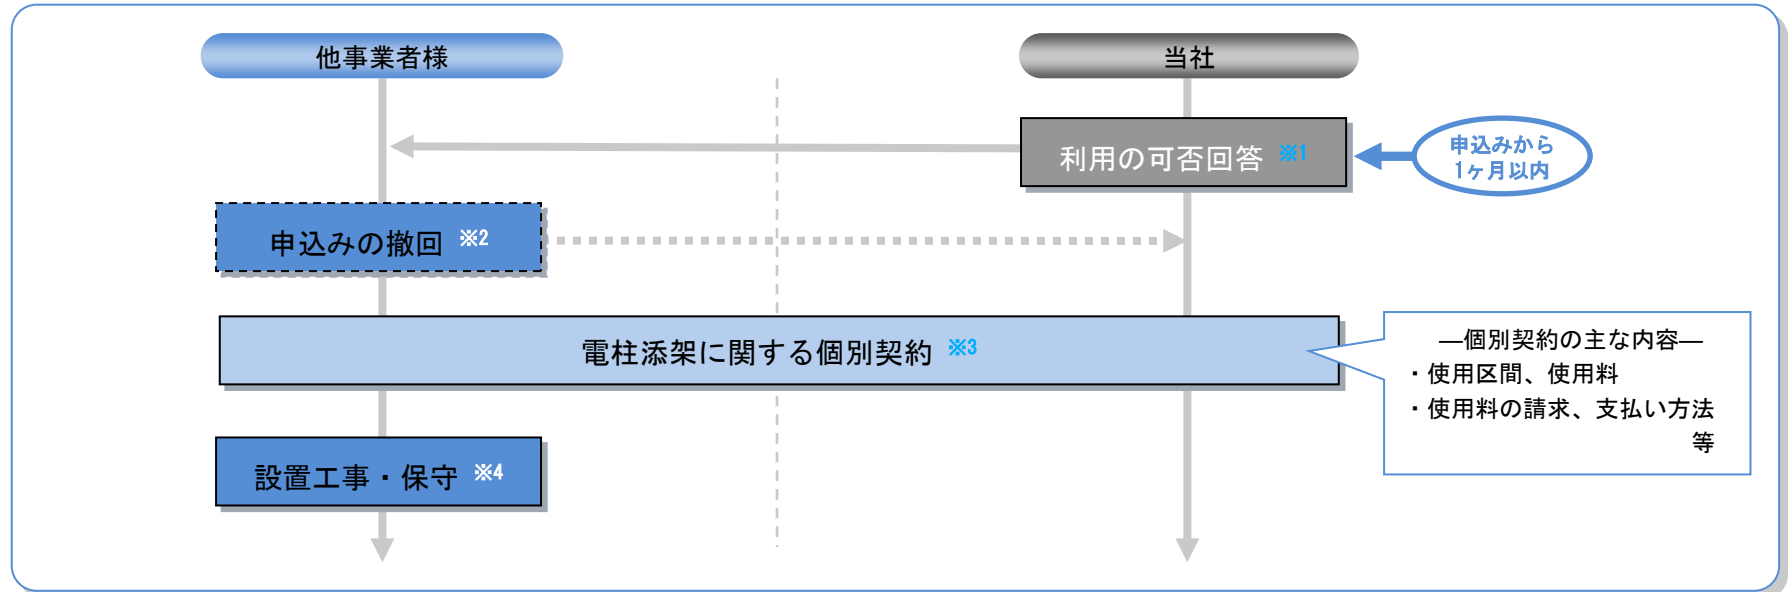 他事業者様
当社
利用の可否回答 ※1
申込みから
1ヶ月以内
申込みの撤回 ※2
電柱添架に関する個別契約 ※3
―個別契約の主な内容―
・使用区間、使用料
・使用料の請求、支払い方法
等
設置工事・保守 ※4